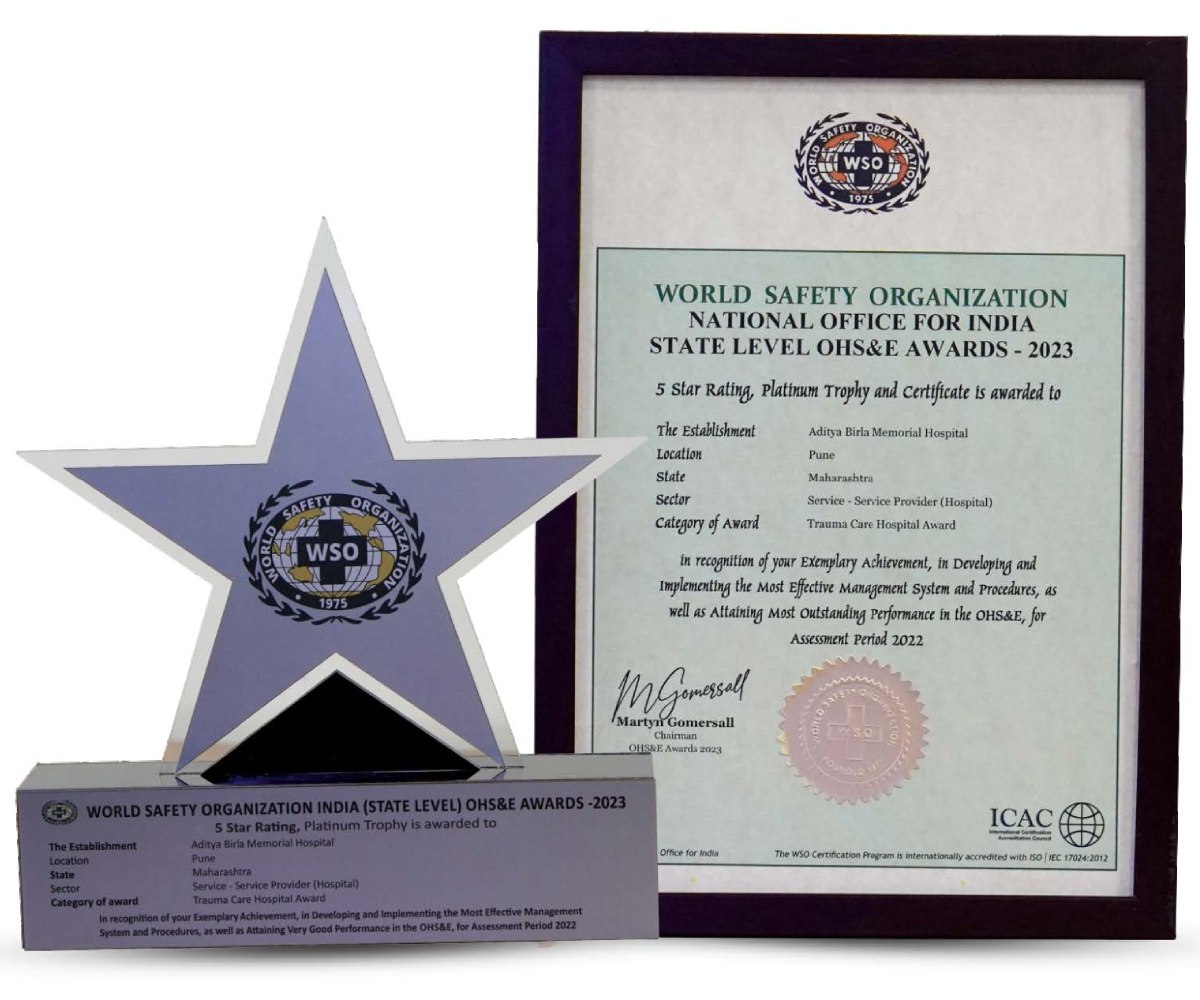 WORLD SAFETY ORGANIZATION
WSO
1975
WORLD SAFETY ORGANIZATION INDIA (STATE LEVEL) OHS&E AWARDS -2023
5 Star Rating, Platinum Trophy is awarded to
The Establishment Aditya Birla Memorial Hospital
Location Pune
State Maharashtra
Sector Service - Service Provider (Hospital)
Category of award Trauma Care Hospital Award
In recognition of your Exemplary Achievement, in Developing and Implementing the Most Effective Management
System and Procedures, as well as Attaining Very Good Performance in the OHS&E, for Assessment Period 2022
WORLD SAFETY ORGANIZATION
WSO
1975
WORLD SAFETY ORGANIZATION
NATIONAL OFFICE FOR INDIA
STATE LEVEL OHS&E AWARDS - 2023
5 Star Rating, Platinum Trophy and Certificate is awarded to
The Establishment Aditya Birla Memorial Hospital
Location Pune
State Maharashtra
Sector Service - Service Provider (Hospital)
Category of Award Trauma Care Hospital Award
in recognition of your Exemplary Achievement, in Developing and
Implementing the Most Effective Management System and Procedures, as
well as Attaining Most Outstanding Performance in the OHS&E, for
Assessment Period 2022
M Gomersall
Martyn Gomersall
Chairman
OHS&E Awards 2023
WORLD SAFETY ORGANIZATION
WSO
ICAC
International Certification
Accreditation Council
Office for India
The WSO Certification Program is internationally accredited with ISO | IEC 17024:2012